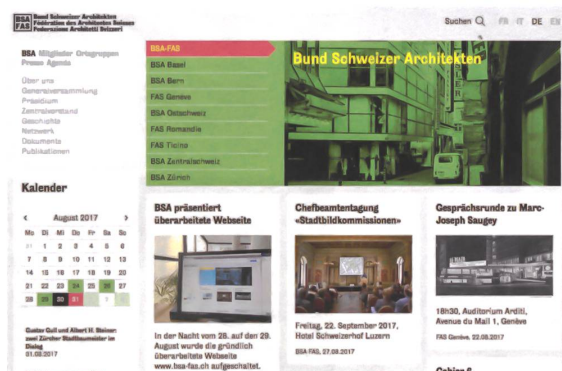 BSA
FAS
Bund Schweizer Architekten
Fédération des Architectes Suisses
Federazione Architetti Svizzeri
Suchen
FR IT DE EN
BSA Mitglieder Ortsgruppen
Presse Agenda
Über uns
Generalversammlung
Präsidium
Zentralvorstand
Geschichte
Netzwerk
Dokumente
Publikationen
BSA-FAS
BSA Basel
BSA Bern
FAS Genève
BSA Ostschweiz
FAS Romandie
FAS Ticino
BSA Zentralschweiz
BSA Zürich
Bund Schweizer Architekten
Kalender
‹ August 2017 ›
Mo Di Mi Do Fr Sa So
31 1 2 3 4 5 6
7 8 9 10 11 12 13
14 15 16 17 18 19 20
21 22 23 24 25 26 27
28 29 30 31
Gustav Gull und Albert H. Steiner:
zwei Zürcher Stadtbaumeister im
Dialog
01.09.2017
BSA präsentiert
überarbeitete Webseite
In der Nacht vom 28. auf den 29.
August wurde die gründlich
überarbeitete Webseite
www.bsa-fas.ch aufgeschaltet.
Chefbeamtentagung
«Stadtbildkommissionen»
Freitag, 22. September 2017,
Hotel Schweizerhof Luzern
BSA-FAS, 27.08.2017
Gesprächsrunde zu Marc-
Joseph Saugey
18h30, Auditorium Arditi,
Avenue du Mail 1, Genève
FAS Genève, 22.08.2017